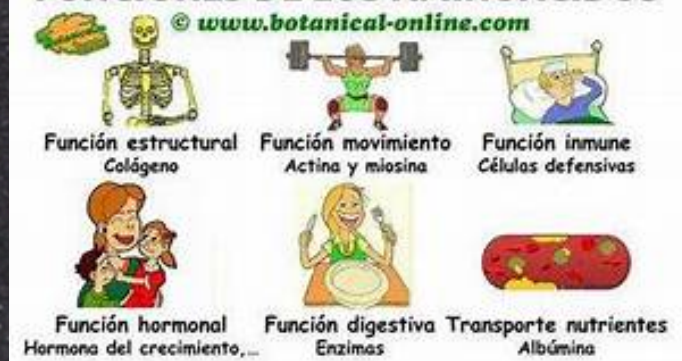 © www.botanical-online.com
Función estructural
Colágeno
Función movimiento
Actina y miosina
Función inmune
Células defensivas
Función hormonal
Hormona del crecimiento,...
Función digestiva
Enzimas
Transporte nutrientes
Albúmina